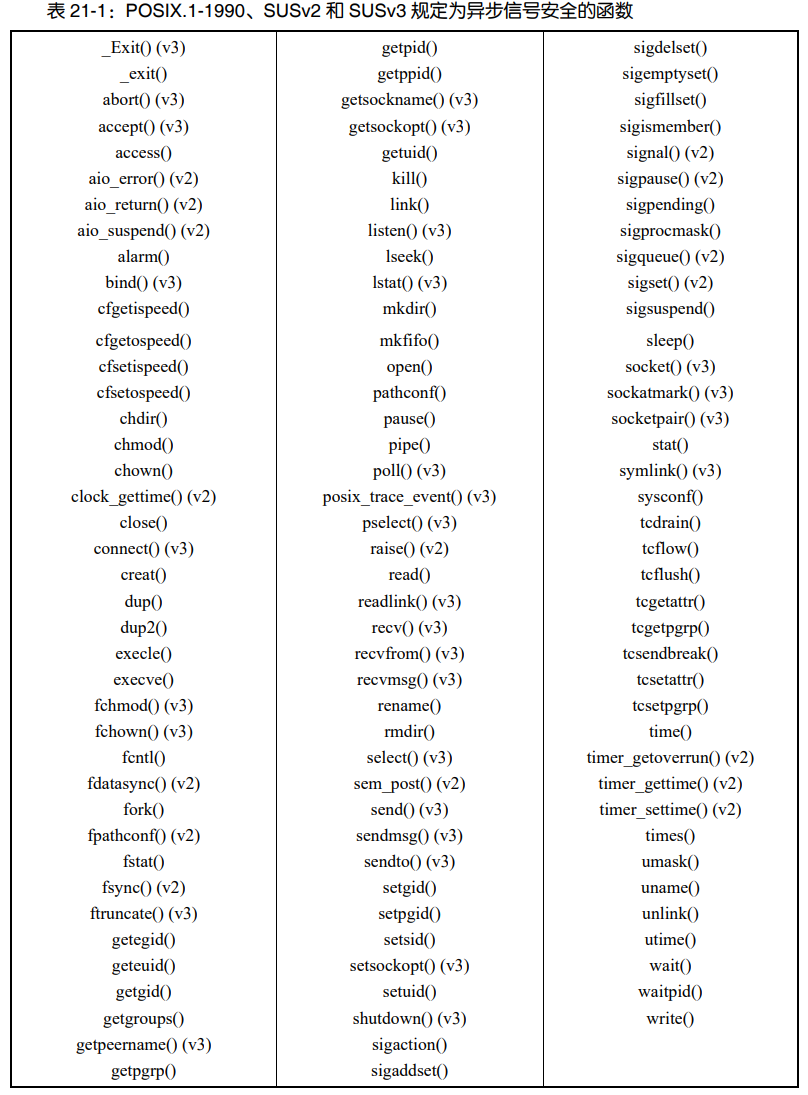 表 21-1：POSIX.1-1990、SUSv2 和 SUSv3 规定为异步信号安全的函数
_Exit() (v3)
_exit()
abort() (v3)
accept() (v3)
access()
aio_error() (v2)
aio_return() (v2)
aio_suspend() (v2)
alarm()
bind() (v3)
cfgetispeed()
cfgetospeed()
cfsetispeed()
cfsetospeed()
chdir()
chmod()
chown()
clock_gettime() (v2)
close()
connect() (v3)
creat()
dup()
dup2()
execle()
execve()
fchmod() (v3)
fchown() (v3)
fcntl()
fdatasync() (v2)
fork()
fpathconf() (v2)
fstat()
fsync() (v2)
ftruncate() (v3)
getegid()
geteuid()
getgid()
getgroups()
getpeername() (v3)
getpgrp()
getpid()
getppid()
getsockname() (v3)
getsockopt() (v3)
getuid()
kill()
link()
listen() (v3)
lseek()
lstat() (v3)
mkdir()
mkfifo()
open()
pathconf()
pause()
pipe()
poll() (v3)
posix_trace_event() (v3)
pselect() (v3)
raise() (v2)
read()
readlink() (v3)
recv() (v3)
recvfrom() (v3)
recvmsg() (v3)
rename()
rmdir()
select() (v3)
sem_post() (v2)
send() (v3)
sendmsg() (v3)
sendto() (v3)
setgid()
setpgid()
setsid()
setsockopt() (v3)
setuid()
shutdown() (v3)
sigaction()
sigaddset()
sigdelset()
sigemptyset()
sigfillset()
sigismember()
signal() (v2)
sigpause() (v2)
sigpending()
sigprocmask()
sigqueue() (v2)
sigset() (v2)
sigsuspend()
sleep()
socket() (v3)
sockatmark() (v3)
socketpair() (v3)
stat()
symlink() (v3)
sysconf()
tcdrain()
tcflow()
tcflush()
tcgetattr()
tcgetpgrp()
tcsendbreak()
tcsetattr()
tcsetpgrp()
time()
timer_getoverrun() (v2)
timer_gettime() (v2)
timer_settime() (v2)
times()
umask()
uname()
unlink()
utime()
wait()
waitpid()
write()